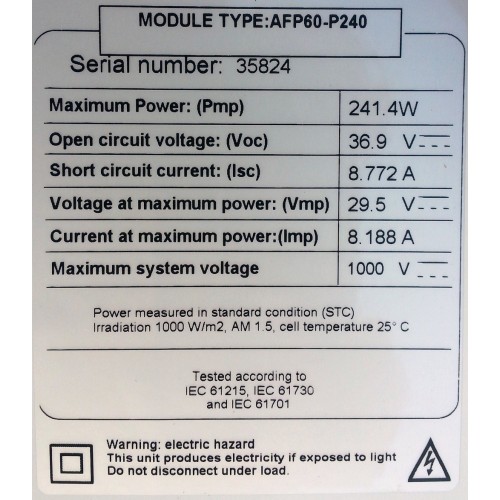 MODULE TYPE:AFP60-P240
Serial number: 35824
Maximum Power: (Pmp) 241.4W
Open circuit voltage: (Voc) 36.9 V
Short circuit current: (Isc) 8.772 A
Voltage at maximum power: (Vmp) 29.5 V
Current at maximum power:(Imp) 8.188 A
Maximum system voltage 1000 V
Power measured in standard condition (STC)
Irradiation 1000 W/m2, AM 1.5, cell temperature 25° C
Tested according to
IEC 61215, IEC 61730
and IEC 61701
Warning: electric hazard
This unit produces electricity if exposed to light
Do not disconnect under load.